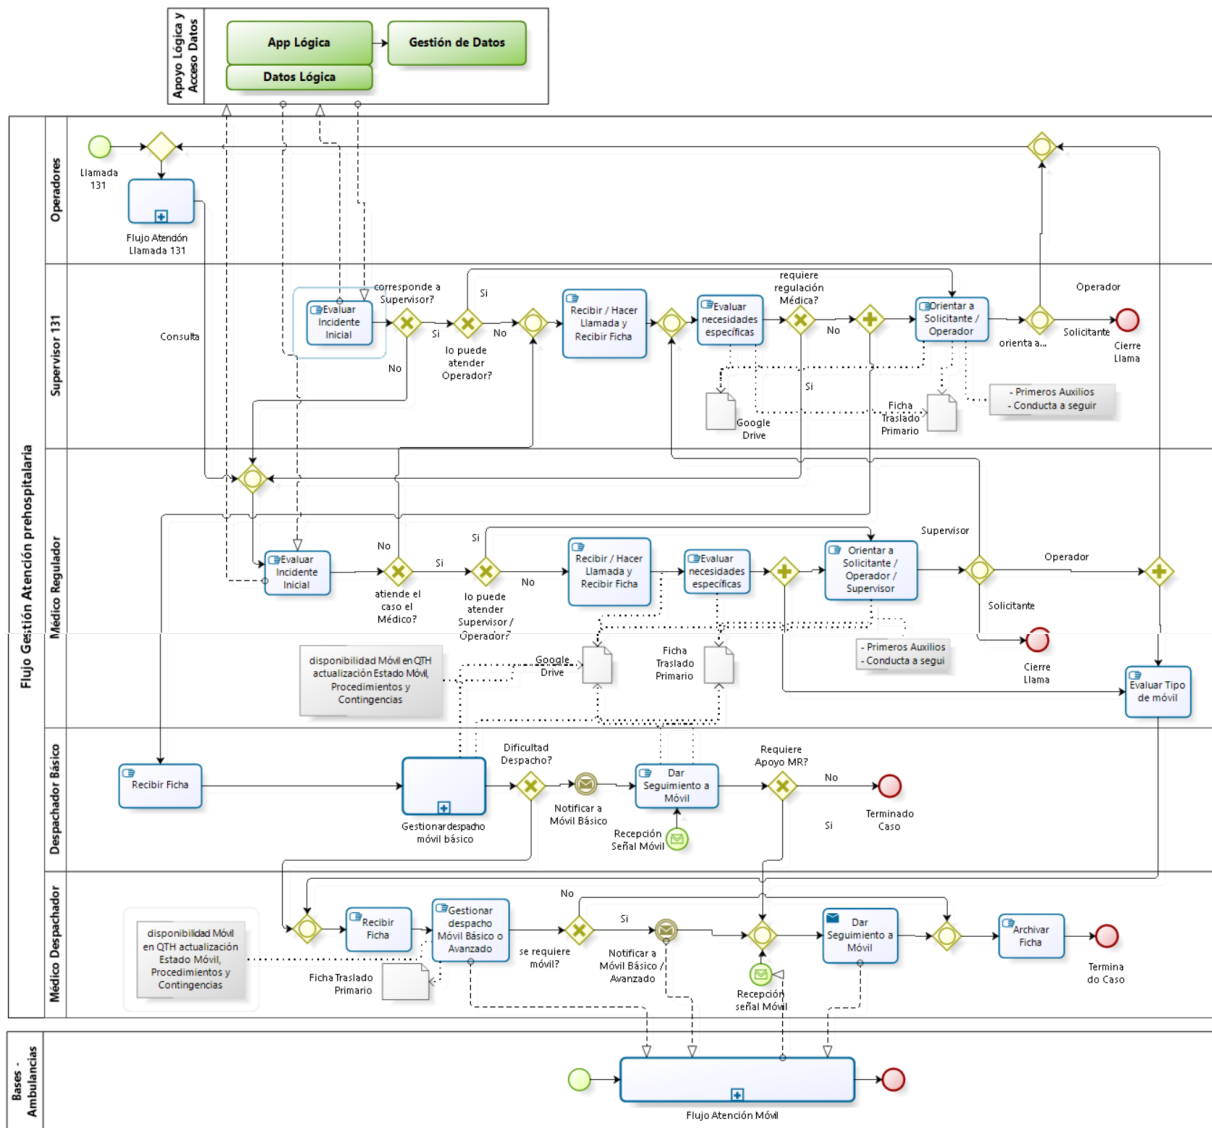 Apoyo Lógica y
Acceso Datos
App Lógica
Datos Lógica
Gestión de Datos
Flujo Gestión Atención prehospitalaria
Operadores
Llamada
131
Flujo Atendón
Llamada 131
Supervisor 131
Consulta
Evaluar
Incidente
Inicial
corresponde a
Supervisor?
Si
No
Si
lo puede
atender
Operador?
No
Recibir / Hacer
Llamada y
Recibir Ficha
Evaluar
necesidades
específicas
requiere
regulación
Médica?
No
Si
Orientar a
Solicitante /
Operador
orienta a...
Operador
Solicitante
Cierre
Llama
Google
Drive
Ficha
Traslado
Primario
- Primeros Auxilios
- Conducta a seguir
Médico Regulador
Evaluar
Incidente
Inicial
No
atiende el
caso el
Médico?
Si
Si
lo puede
atender
Supervisor /
Operador?
No
Recibir / Hacer
Llamada y
Recibir Ficha
Evaluar
necesidades
específicas
Orientar a
Solicitante /
Operador /
Supervisor
Supervisor
Operador
Solicitante
Cierre
Llama
- Primeros Auxilios
- Conducta a segui
Google
Drive
Ficha
Traslado
Primario
disponibilidad Móvil en QTH
actualización Estado Móvil,
Procedimientos y
Contingencias
Evaluar Tipo
de móvil
Despachador Básico
Recibir Ficha
Gestionar despacho
móvil básico
Dificultad
Despacho?
Notificar a
Móvil Básico
Dar
Seguimiento a
Móvil
Recepción
Señal Móvil
Requiere
Apoyo MR?
No
Si
Terminado
Caso
Médico Despachador
disponibilidad Móvil
en QTH actualización
Estado Móvil,
Procedimientos y
Contingencias
Recibir
Ficha
Ficha Traslado
Primario
Gestionar
despacho
Móvil Básico o
Avanzado
No
se requiere
móvil?
Si
Notificar a
Móvil Básico /
Avanzado
Recepción
señal Móvil
Dar
Seguimiento a
Móvil
Archivar
Ficha
Termina
do Caso
Bases -
Ambulancias
Flujo Atención Móvil